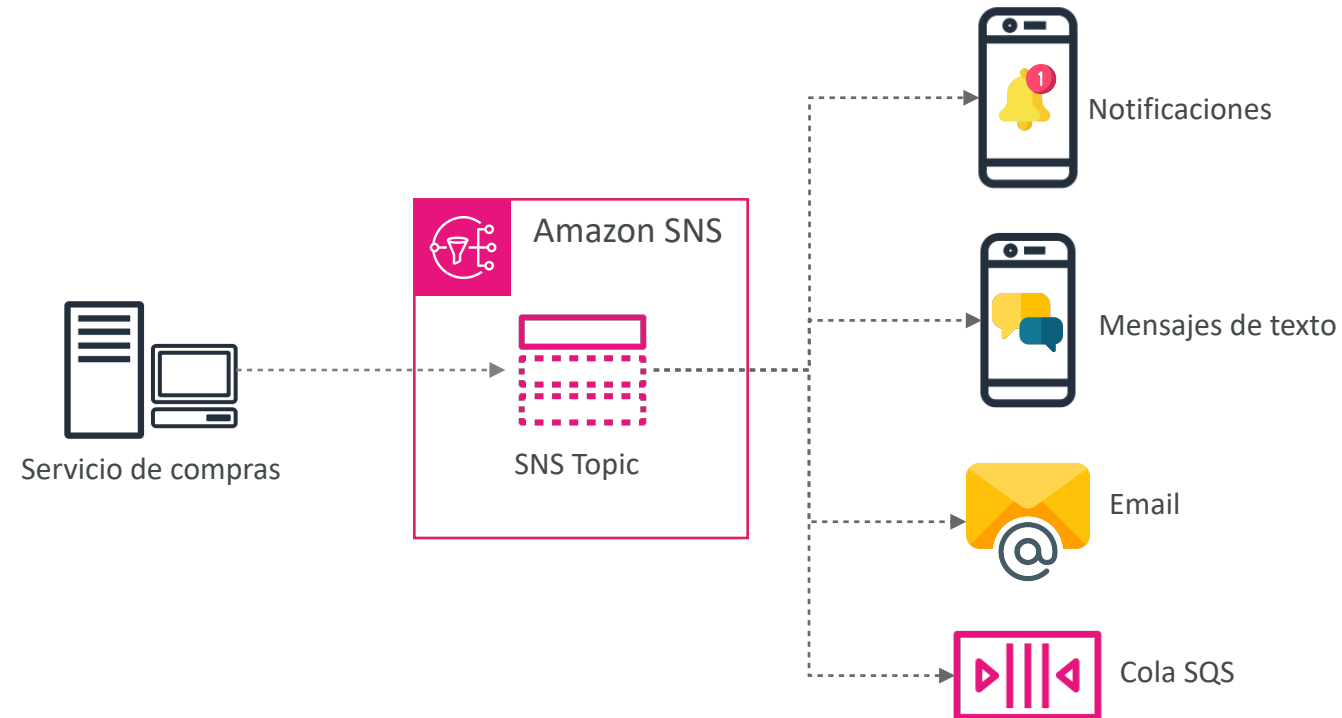 1
Notificaciones
Amazon SNS
Mensajes de texto
Servicio de compras
SNS Topic
Email
@
Cola SQS